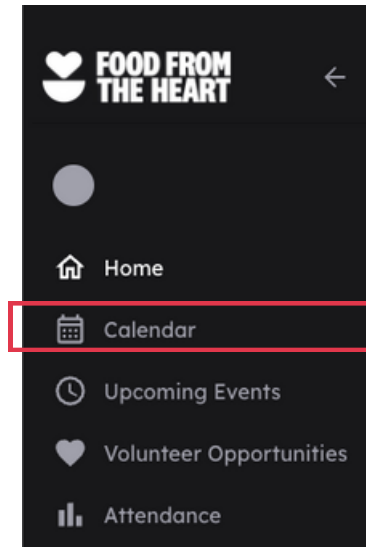 FOOD FROM
THE HEART
Home
Calendar
Upcoming Events
Volunteer Opportunities
Attendance